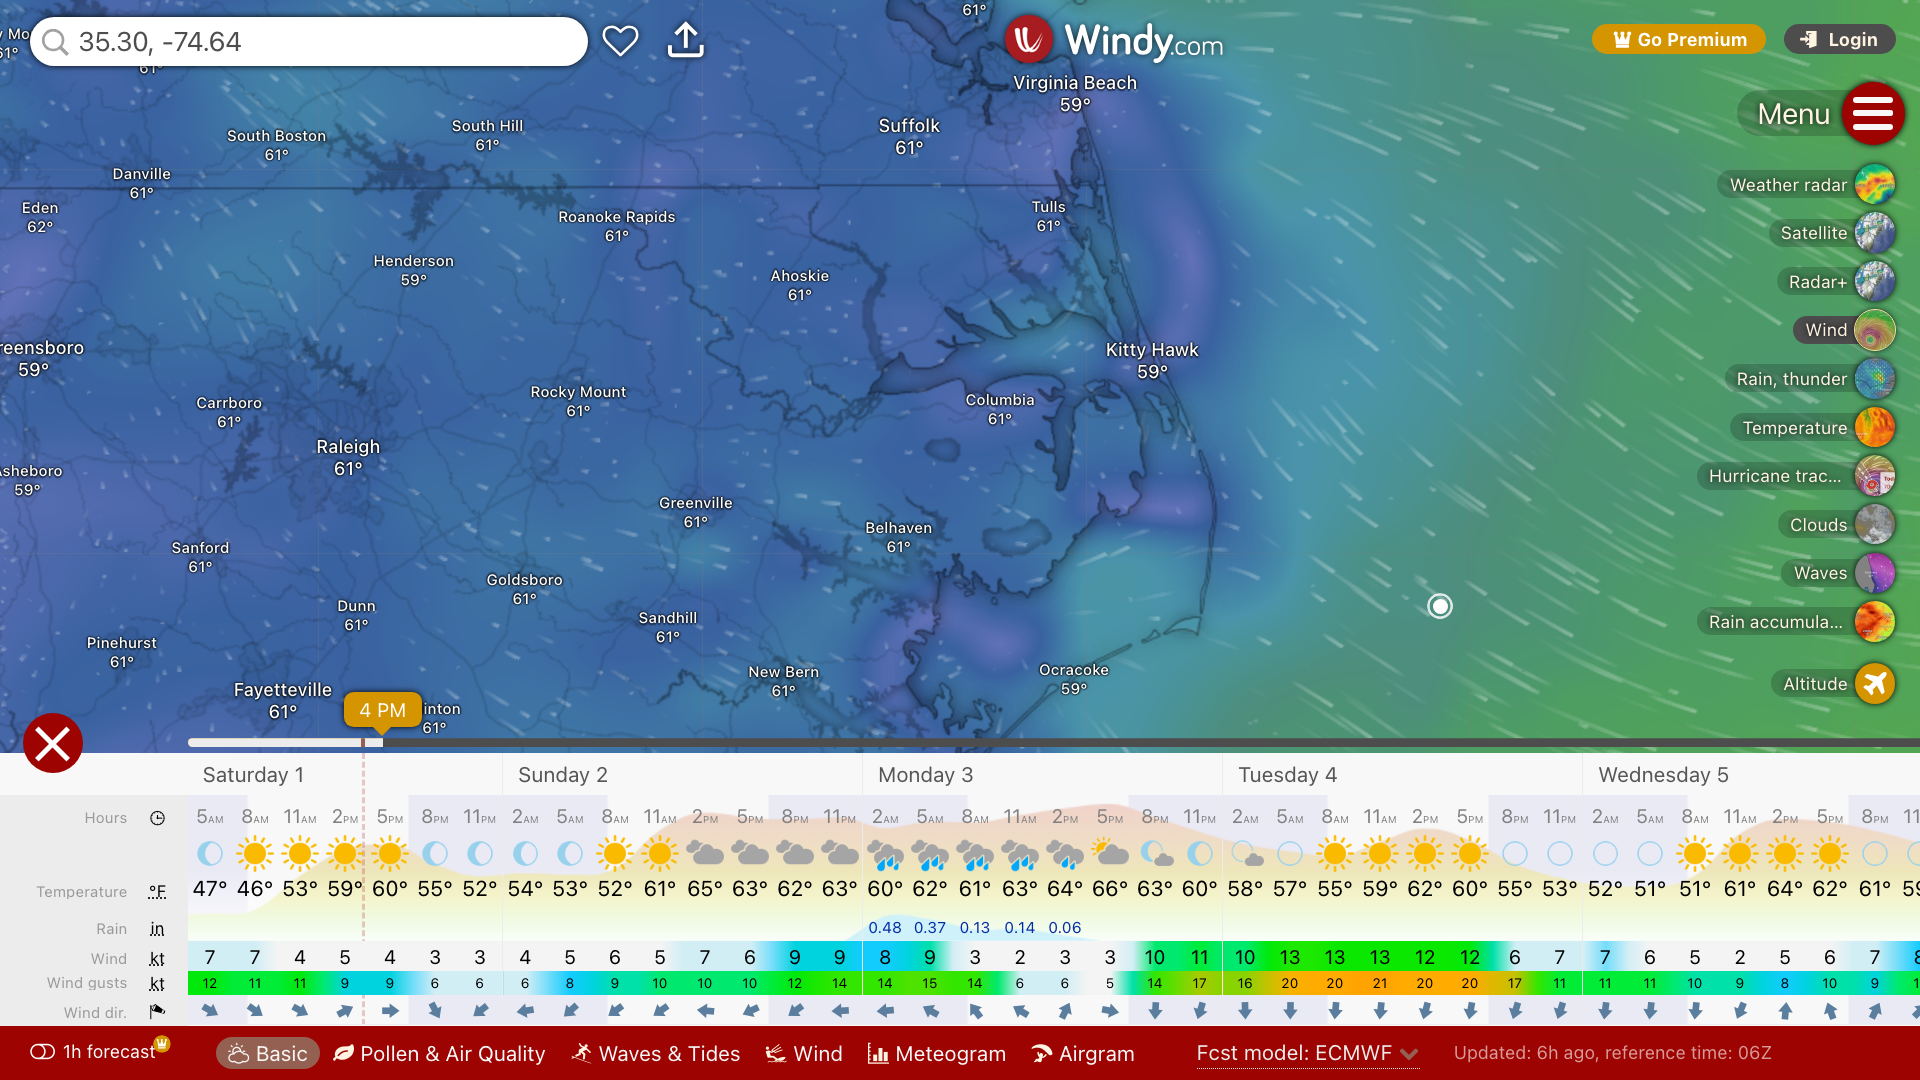 35.30, -74.64
Windy.com
Go Premium
Login
Menu
61°
61°
61°
Virginia Beach
59°
Suffolk
61°
South Boston
61°
South Hill
61°
Danville
61°
Eden
62°
Roanoke Rapids
61°
Tulls
61°
Henderson
59°
Ahoskie
61°
reensboro
59°
Kitty Hawk
59°
Carrboro
61°
Rocky Mount
61°
Columbia
61°
Raleigh
61°
sheboro
59°
Greenville
61°
Belhaven
61°
Sanford
61°
Goldsboro
61°
Dunn
61°
Sandhill
61°
Pinehurst
61°
New Bern
61°
Ocracoke
59°
Fayetteville
61°
inton
61°
Weather radar
Satellite
Radar+
Wind
Rain, thunder
Temperature
Hurricane trac...
Clouds
Waves
Rain accumula...
Altitude
4 PM
Saturday 1 Sunday 2 Monday 3 Tuesday 4 Wednesday 5
Hours 5AM 8AM 11AM 2PM 5PM 8PM 11PM 2AM 5AM 8AM 11AM 2PM 5PM 8PM 11PM 2AM 5AM 8AM 11AM 2PM 5PM 8PM 11PM 2AM 5AM 8AM 11AM 2PM 5PM 8PM 11PM 2AM 5AM 8AM 11AM 2PM 5PM 8PM 11
Temperature °F 47° 46° 53° 59° 60° 55° 52° 54° 53° 52° 61° 65° 63° 62° 63° 60° 62° 61° 63° 64° 66° 63° 60° 58° 57° 55° 59° 62° 60° 55° 53° 52° 51° 51° 61° 64° 62° 61° 59
Rain in 0.48 0.37 0.13 0.14 0.06
Wind kt 7 7 4 5 4 3 3 4 5 6 5 7 6 9 9 8 9 3 2 3 3 10 11 10 13 13 13 12 12 6 7 7 6 5 2 5 6 7 8
Wind gusts kt 12 11 11 9 9 6 6 6 8 9 10 10 10 12 14 14 15 14 6 6 5 14 17 16 20 20 21 20 20 17 11 11 11 10 9 8 10 9 1
Wind dir.
1h forecast
Basic
Pollen & Air Quality
Waves & Tides
Wind
Meteogram
Airgram
Fcst model: ECMWF
Updated: 6h ago, reference time: 06Z